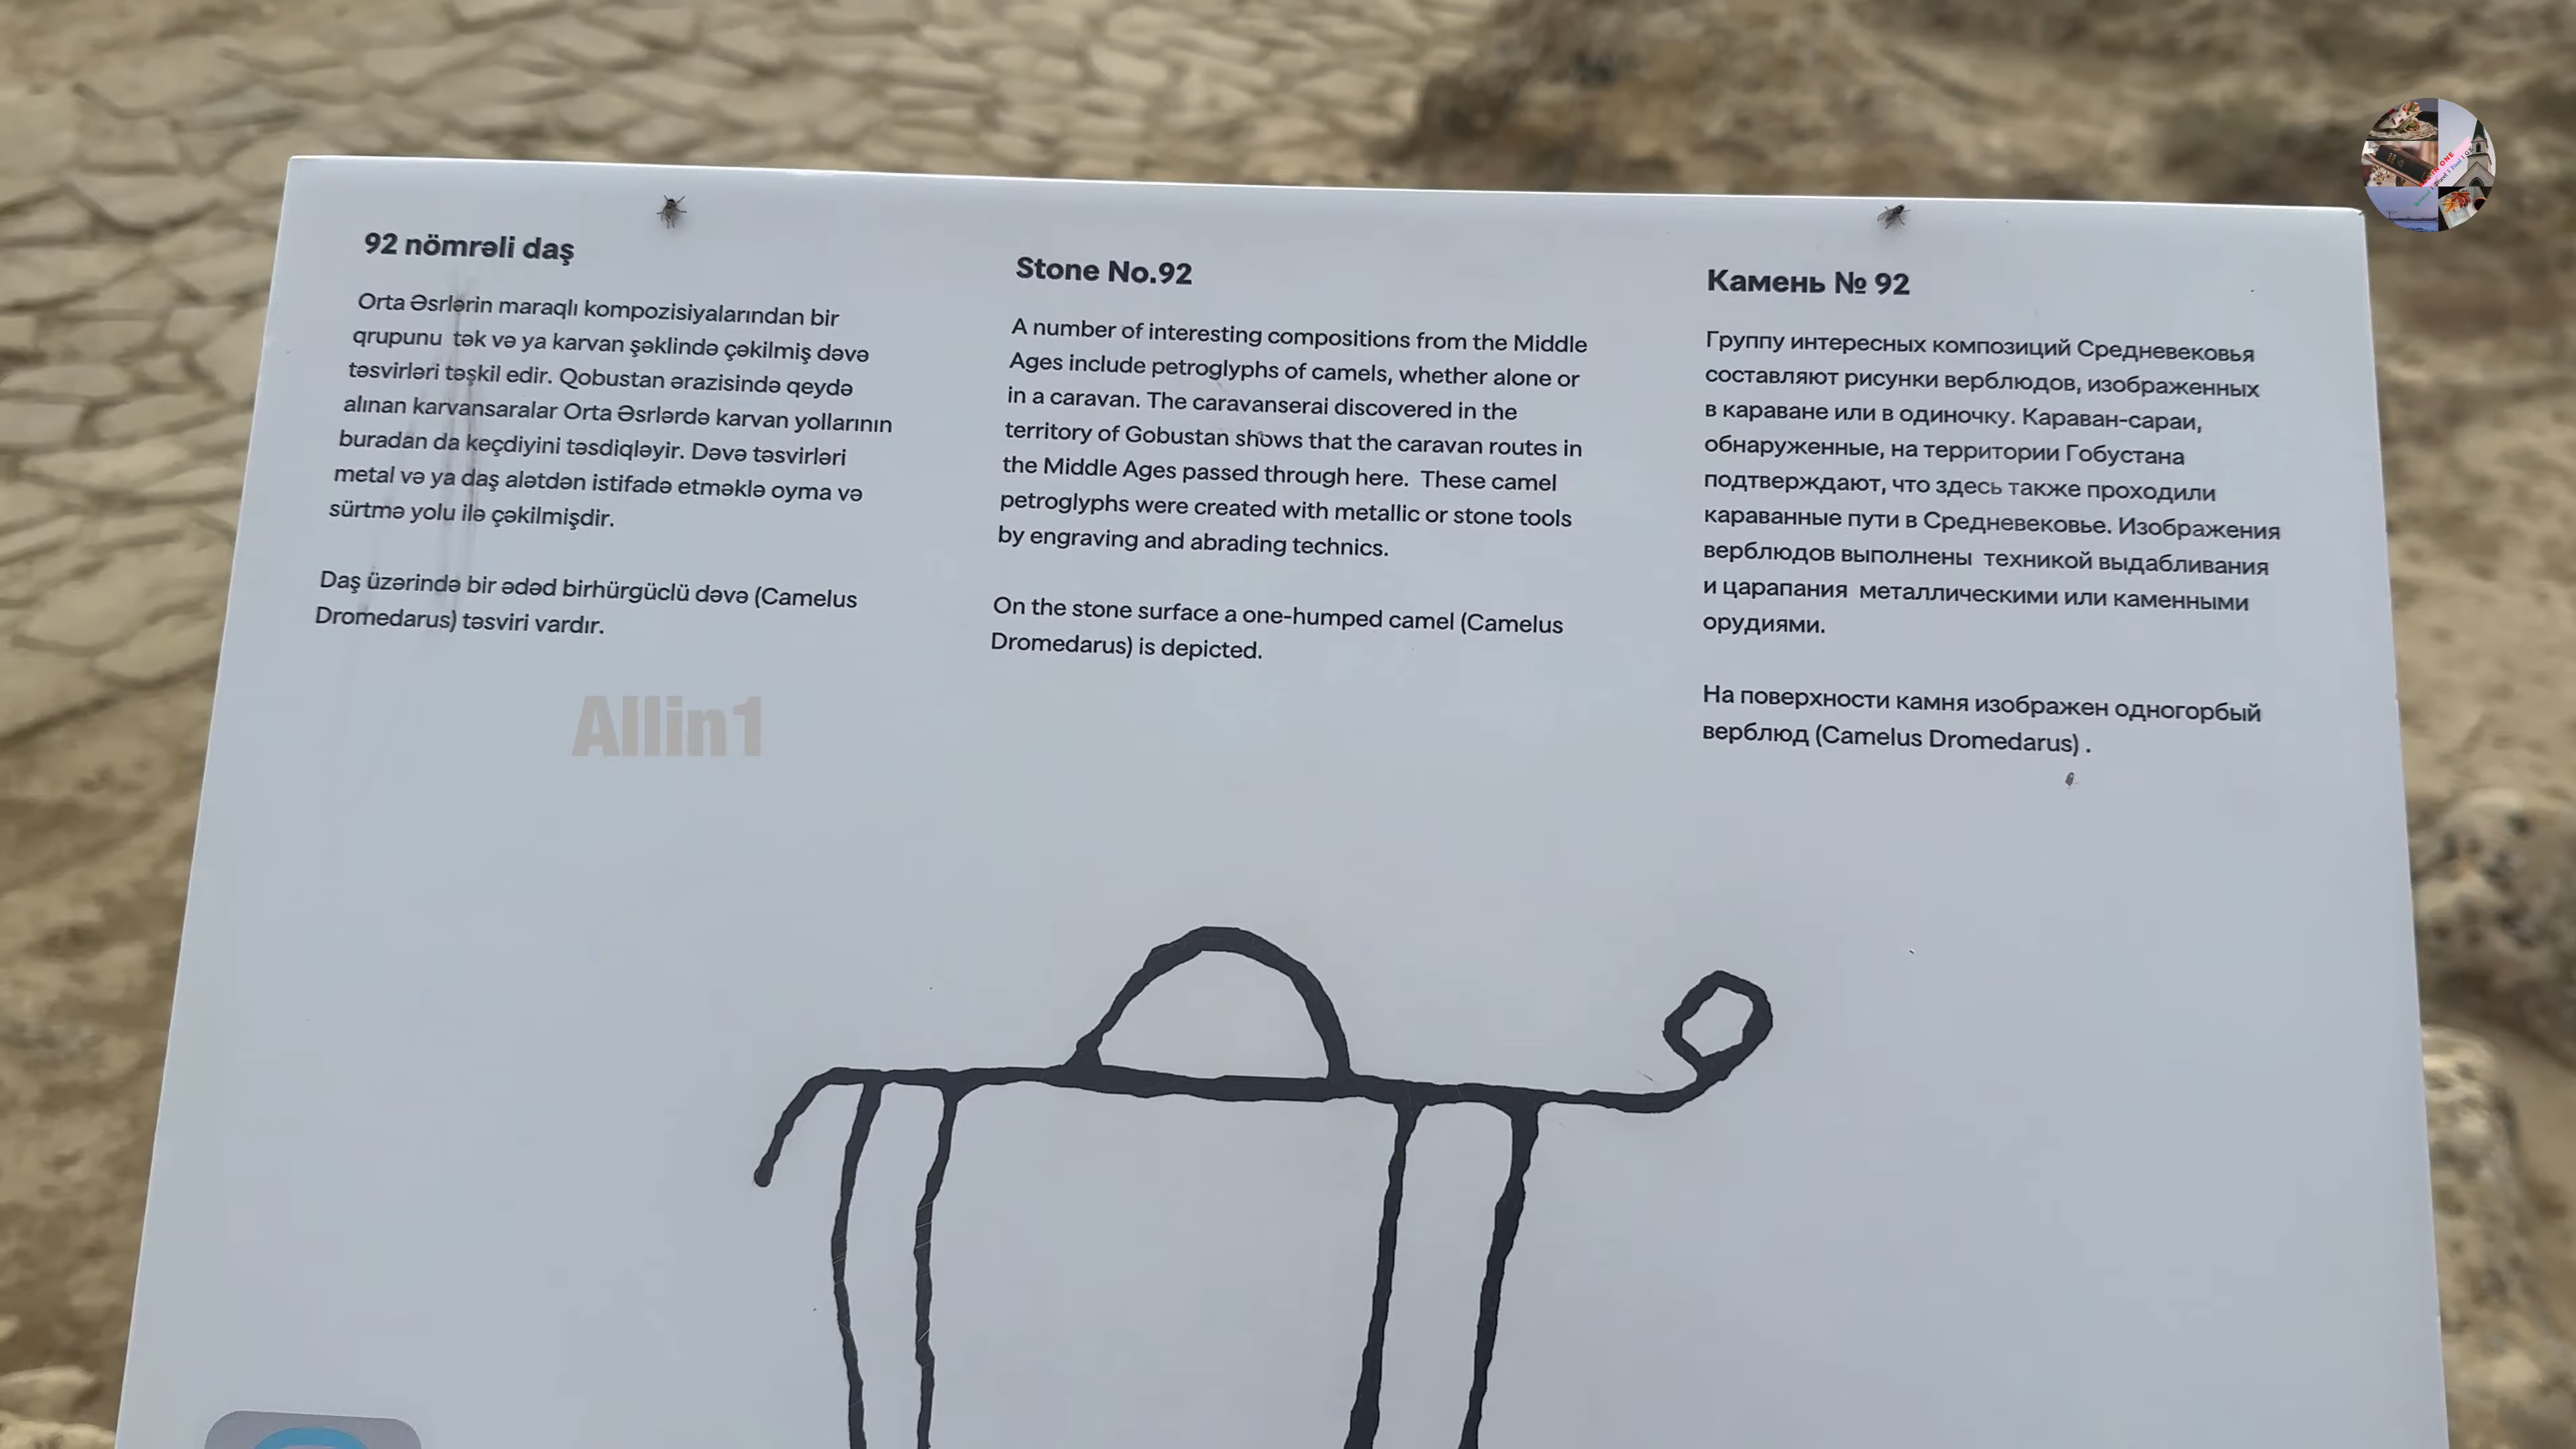 92 nömrəli daş
Orta Əsrlərin maraqlı kompozisiyalarından bir
qrupunu tək və ya karvan şəklində çəkilmiş dəvə
təsvirləri təşkil edir. Qobustan ərazisində qeydə
alınan karvansaralar Orta Əsrlərdə karvan yollarının
buradan da keçdiyini təsdiqləyir. Dəvə təsvirləri
metal və ya daş alətdən istifadə etməklə oyma və
sürtmə yolu ilə çəkilmişdir.
Daş üzərində bir ədəd birhürgüclü dəvə (Camelus
Dromedarus) təsviri vardır.
Stone No.92
A number of interesting compositions from the Middle
Ages include petroglyphs of camels, whether alone or
in a caravan. The caravanserai discovered in the
territory of Gobustan shows that the caravan routes in
the Middle Ages passed through here. These camel
petroglyphs were created with metallic or stone tools
by engraving and abrading technics.
On the stone surface a one-humped camel (Camelus
Dromedarus) is depicted.
Камень № 92
Группу интересных композиций Средневековья
составляют рисунки верблюдов, изображенных
в караване или в одиночку. Караван-сараи,
обнаруженные, на территории Гобустана
подтверждают, что здесь также проходили
караванные пути в Средневековье. Изображения
верблюдов выполнены техникой выдабливания
и царапания металлическими или каменными
орудиями.
На поверхности камня изображен одногорбый
верблюд (Camelus Dromedarus) .
Allin1